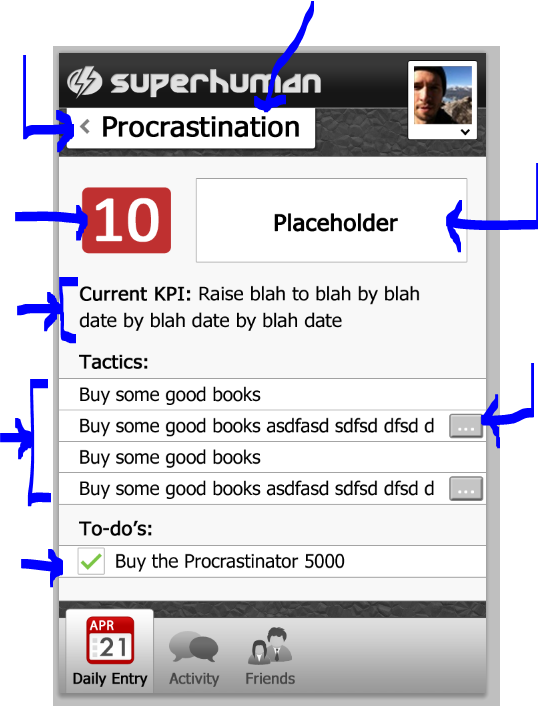 superhuman
< Procrastination
10
Placeholder
Current KPI: Raise blah to blah by blah
date by blah date by blah date
Tactics:
Buy some good books
Buy some good books asdfasd sdfsd dfsd d ...
Buy some good books
Buy some good books asdfasd sdfsd dfsd d ...
To-do’s:
Buy the Procrastinator 5000
APR
21
Daily Entry Activity Friends